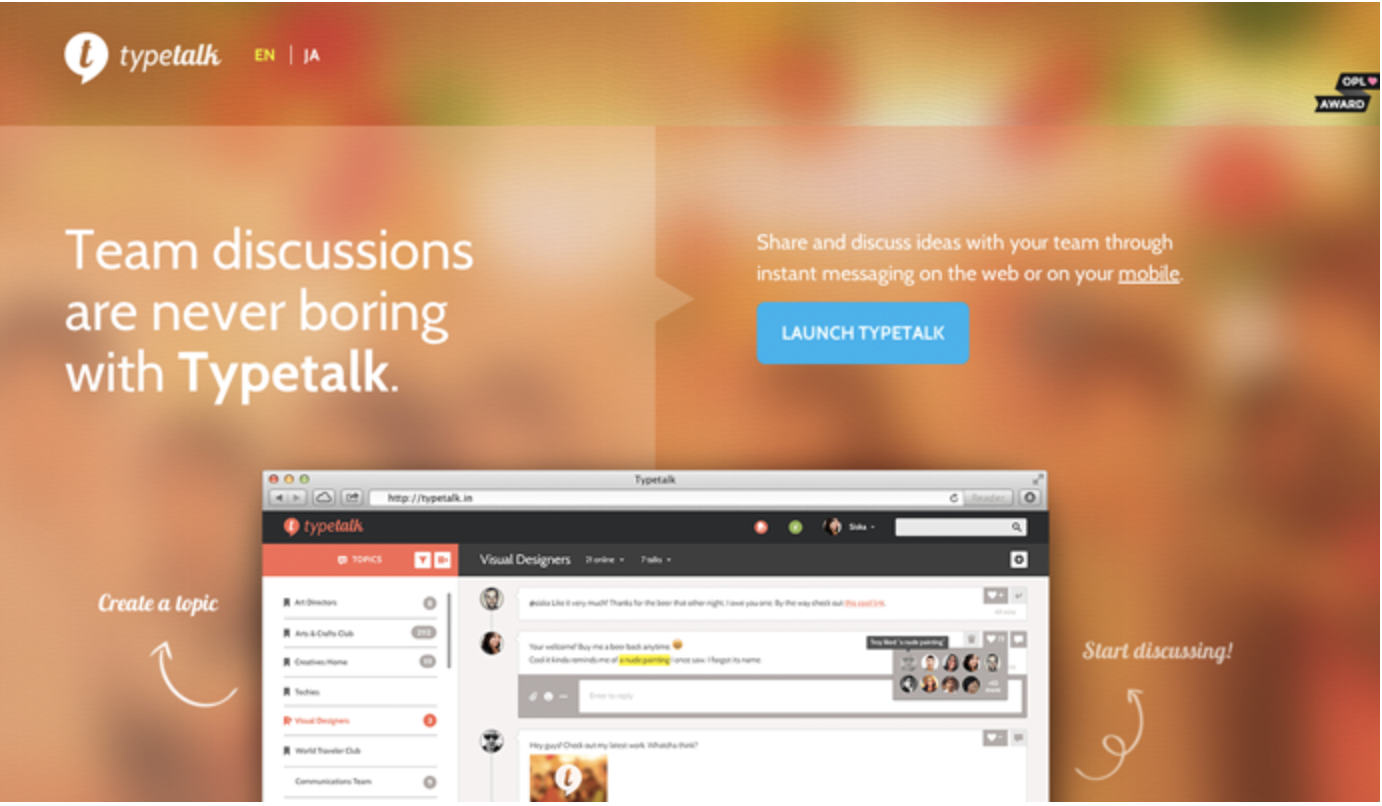 typetalk EN | JA
OPL
AWARD
Team discussions
are never boring
with Typetalk.
Share and discuss ideas with your team through
instant messaging on the web or on your mobile.
LAUNCH TYPETALK
Typetalk
http://typetalk.in
Reader
typetalk
Siska
TOPICS
Visual Designers
21 online
7 talks
Art Directors
Arts & Crafts Club
Creatives Home
Techies
Visual Designers
World Traveler Club
Communications Team
@siska Like it very much! Thanks for the beer that other night, I owe you one. By the way check out this cool link.
Your welcome! Buy me a beer back anytime.
Cool it kinda reminds me of a nude painting I once saw. I forgot its name.
Troy liked 'a nude painting'
Enter to reply
Hey guys! Check out my latest work. Whatcha think?
Create a topic
Start discussing!